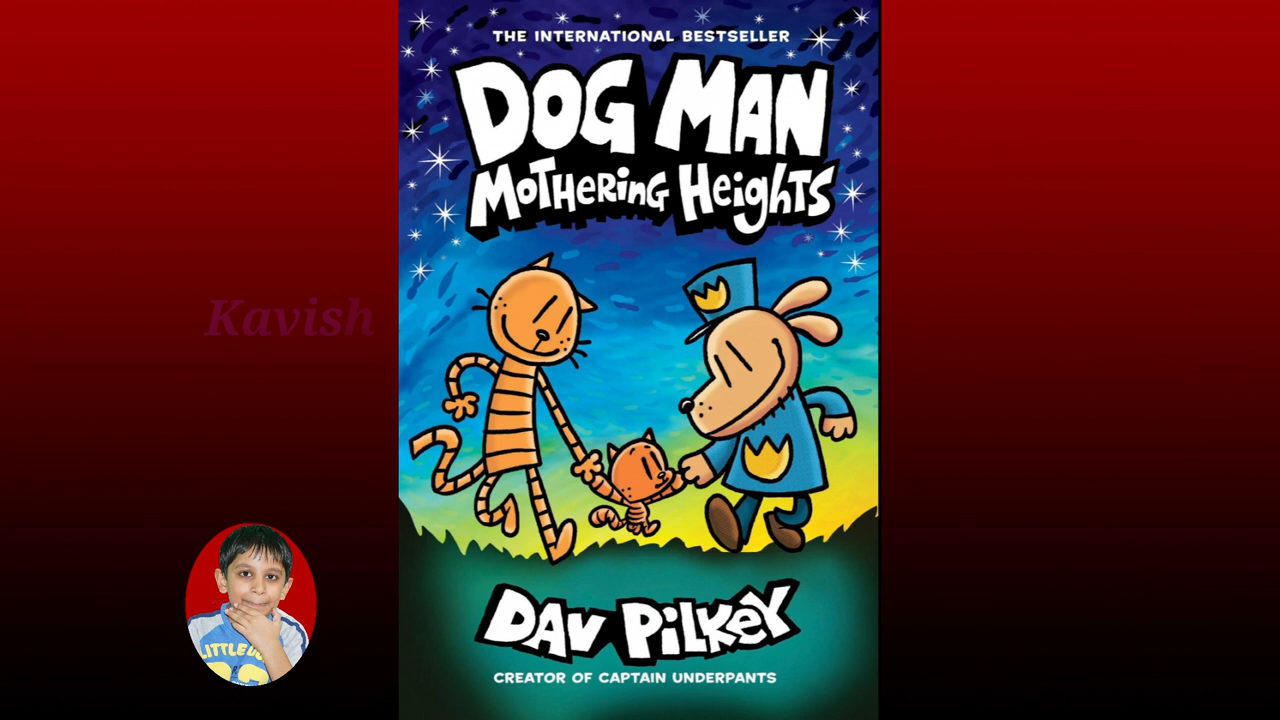 THE INTERNATIONAL BESTSELLER
DOG MAN
MOTHERING HEIGHTS
Kavish
DAV PILKEY
CREATOR OF CAPTAIN UNDERPANTS